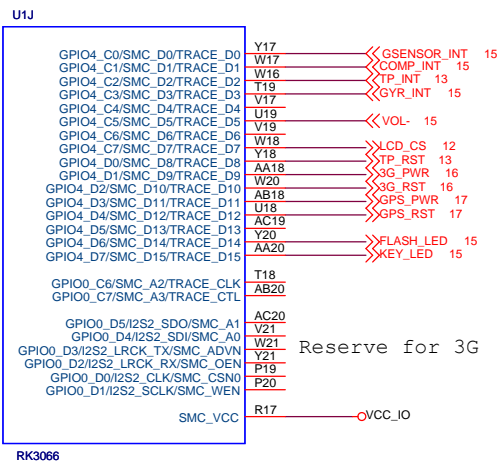 U1J
GPIO4_C0/SMC_D0/TRACE_D0 Y17 GSENSOR_INT 15
GPIO4_C1/SMC_D1/TRACE_D1 W17 COMP_INT 15
GPIO4_C2/SMC_D2/TRACE_D2 W16 TP_INT 13
GPIO4_C3/SMC_D3/TRACE_D3 T19 GYR_INT 15
GPIO4_C4/SMC_D4/TRACE_D4 V17
GPIO4_C5/SMC_D5/TRACE_D5 U19 VOL- 15
GPIO4_C6/SMC_D6/TRACE_D6 V19
GPIO4_C7/SMC_D7/TRACE_D7 W18 LCD_CS 12
GPIO4_D0/SMC_D8/TRACE_D8 Y18 TP_RST 13
GPIO4_D1/SMC_D9/TRACE_D9 AA18 3G_PWR 16
GPIO4_D2/SMC_D10/TRACE_D10 W20 3G_RST 16
GPIO4_D3/SMC_D11/TRACE_D11 AB18 GPS_PWR 17
GPIO4_D4/SMC_D12/TRACE_D12 U18 GPS_RST 17
GPIO4_D5/SMC_D13/TRACE_D13 AC19
GPIO4_D6/SMC_D14/TRACE_D14 Y20 FLASH_LED 15
GPIO4_D7/SMC_D15/TRACE_D15 AA20 KEY_LED 15
GPIO0_C6/SMC_A2/TRACE_CLK T18
GPIO0_C7/SMC_A3/TRACE_CTL AB20
GPIO0_D5/I2S2_SDO/SMC_A1 AC20
GPIO0_D4/I2S2_SDI/SMC_A0 V21
GPIO0_D3/I2S2_LRCK_TX/SMC_ADVN W21 Reserve for 3G
GPIO0_D2/I2S2_LRCK_RX/SMC_OEN Y21
GPIO0_D0/I2S2_CLK/SMC_CSN0 P19
GPIO0_D1/I2S2_SCLK/SMC_WEN P20
SMC_VCC R17 VCC_IO
RK3066